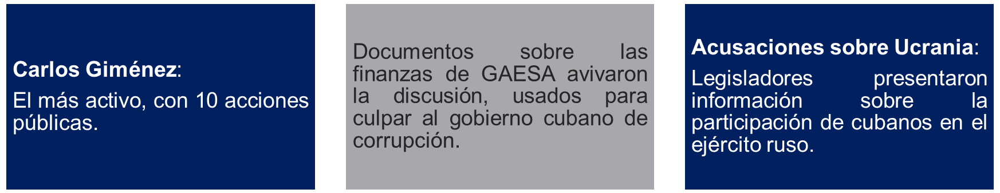 Carlos Giménez:
El más activo, con 10 acciones
públicas.
Documentos sobre las
finanzas de GAESA avivaron
la discusión, usados para
culpar al gobierno cubano de
corrupción.
Acusaciones sobre Ucrania:
Legisladores presentaron
información sobre la
participación de cubanos en el
ejército ruso.